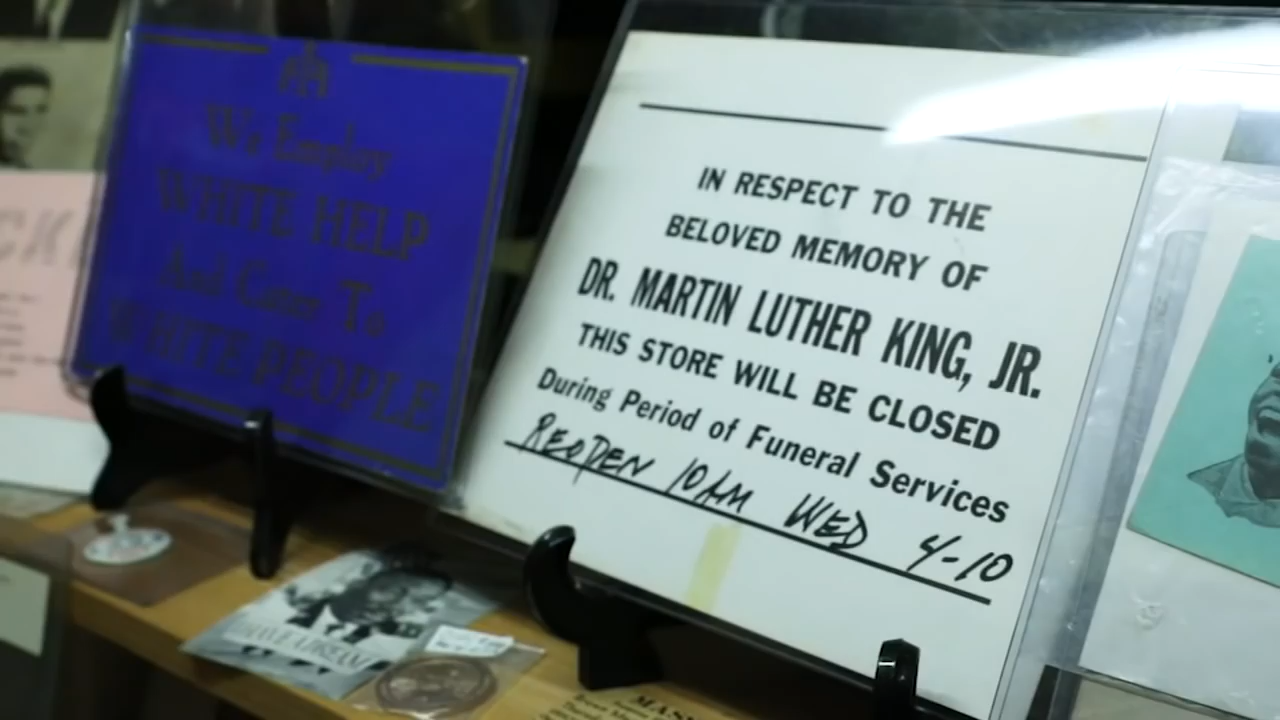 We Employ
WHITE HELP
And Cater To
WHITE PEOPLE
IN RESPECT TO THE
BELOVED MEMORY OF
DR. MARTIN LUTHER KING, JR.
THIS STORE WILL BE CLOSED
During Period of Funeral Services
REOPEN 10AM WED 4-10